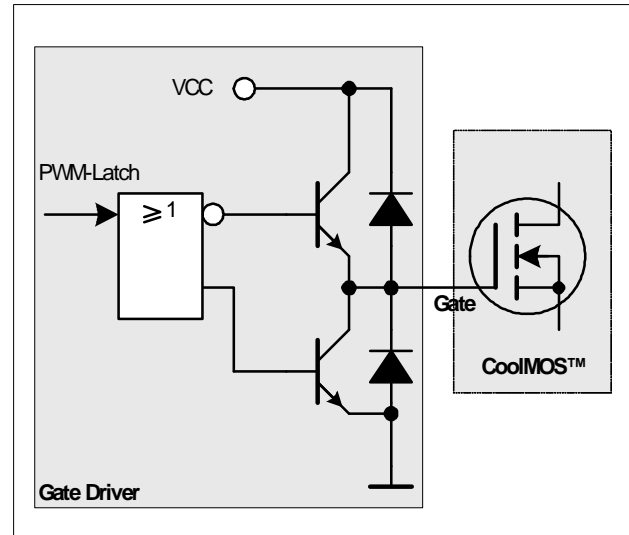 VCC
PWM-Latch
≥1
Gate
CoolMOS™
Gate Driver